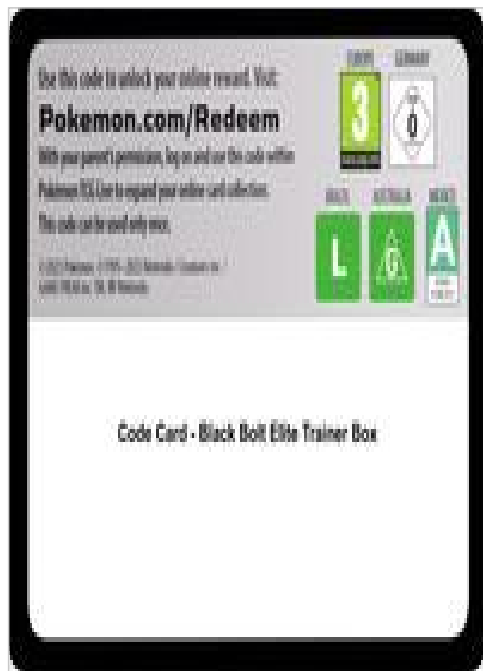 Use this code to unlock your online reward. Visit:
Pokemon.com/Redeem
With your parent's permission, log on and use this code within
Pokémon TCG Live to expand your online card collection.
This code can be used only once.
EUROPE GERMANY
3
0
BRAZIL AUSTRALIA MEXICO
L
G
A
Code Card - Black Bolt Elite Trainer Box